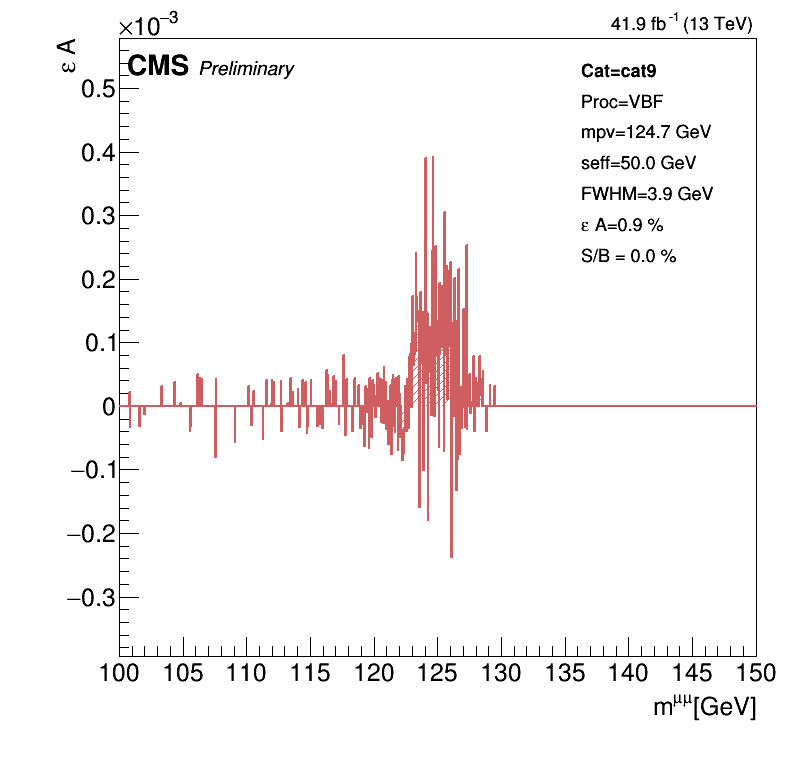 ×10⁻³
41.9 fb⁻¹ (13 TeV)
ε A
CMS Preliminary
Cat=cat9
Proc=VBF
mpv=124.7 GeV
seff=50.0 GeV
FWHM=3.9 GeV
ε A=0.9 %
S/B = 0.0 %
0.5
0.4
0.3
0.2
0.1
0
−0.1
−0.2
−0.3
100 105 110 115 120 125 130 135 140 145 150
m^μμ[GeV]